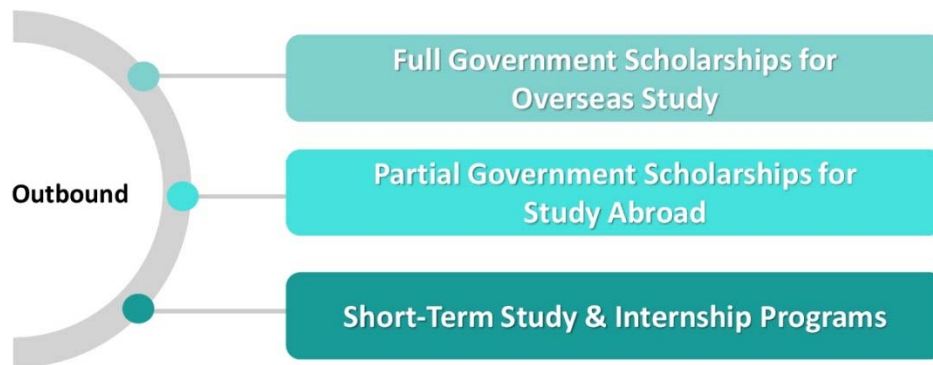 Outbound
Full Government Scholarships for
Overseas Study
Partial Government Scholarships for
Study Abroad
Short-Term Study & Internship Programs